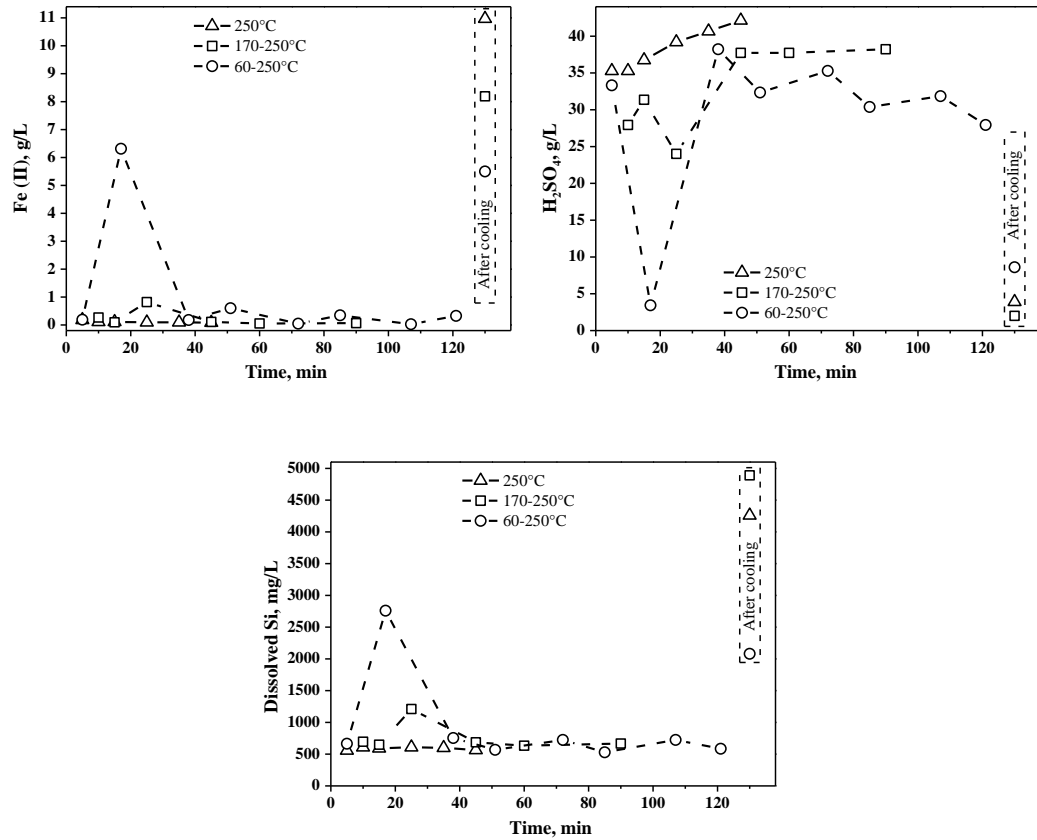 11
10
9
8
7
6
5
4
3
2
1
0
Fe (II), g/L
250°C
170-250°C
60-250°C
After cooling
0 20 40 60 80 100 120
Time, min
40
35
30
25
20
15
10
5
0
H₂SO₄, g/L
250°C
170-250°C
60-250°C
After cooling
0 20 40 60 80 100 120
Time, min
5000
4500
4000
3500
3000
2500
2000
1500
1000
500
0
Dissolved Si, mg/L
250°C
170-250°C
60-250°C
After cooling
0 20 40 60 80 100 120
Time, min